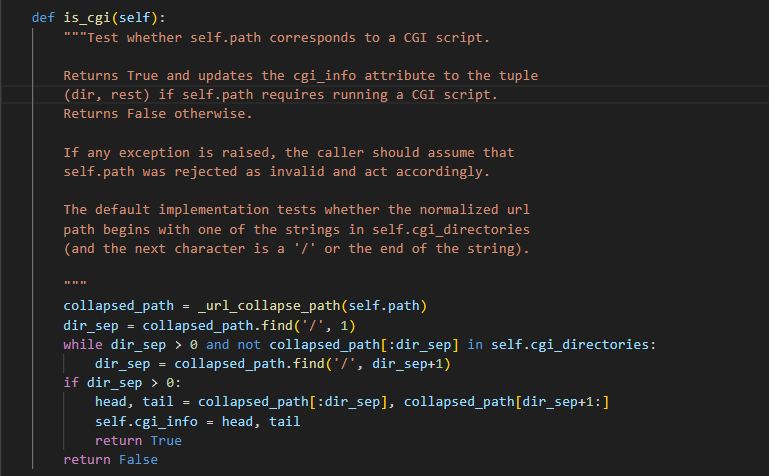 def is_cgi(self):
"""Test whether self.path corresponds to a CGI script.
Returns True and updates the cgi_info attribute to the tuple
(dir, rest) if self.path requires running a CGI script.
Returns False otherwise.
If any exception is raised, the caller should assume that
self.path was rejected as invalid and act accordingly.
The default implementation tests whether the normalized url
path begins with one of the strings in self.cgi_directories
(and the next character is a '/' or the end of the string).
"""
collapsed_path = _url_collapse_path(self.path)
dir_sep = collapsed_path.find('/', 1)
while dir_sep > 0 and not collapsed_path[:dir_sep] in self.cgi_directories:
dir_sep = collapsed_path.find('/', dir_sep+1)
if dir_sep > 0:
head, tail = collapsed_path[:dir_sep], collapsed_path[dir_sep+1:]
self.cgi_info = head, tail
return True
return False